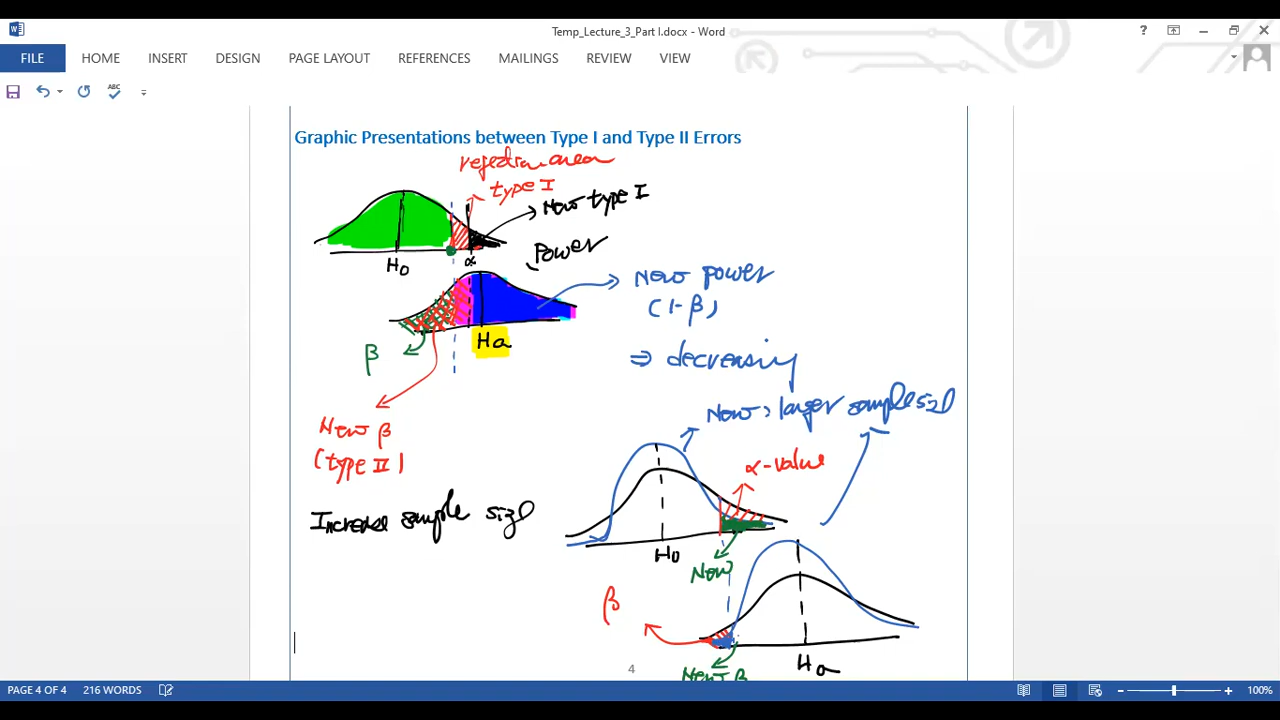 Temp_Lecture_3_Part I.docx - Word
?
FILE HOME INSERT DESIGN PAGE LAYOUT REFERENCES MAILINGS REVIEW VIEW
ABC
Graphic Presentations between Type I and Type II Errors
rejection area
type I
New type I
H0 α
Power
New power
(1-β)
β
Ha
⇒ decreasing
New: larger sample size
New β
(type II)
α-value
Increase sample size
H0
New
β
Ha
New β
4
PAGE 4 OF 4 216 WORDS
100%